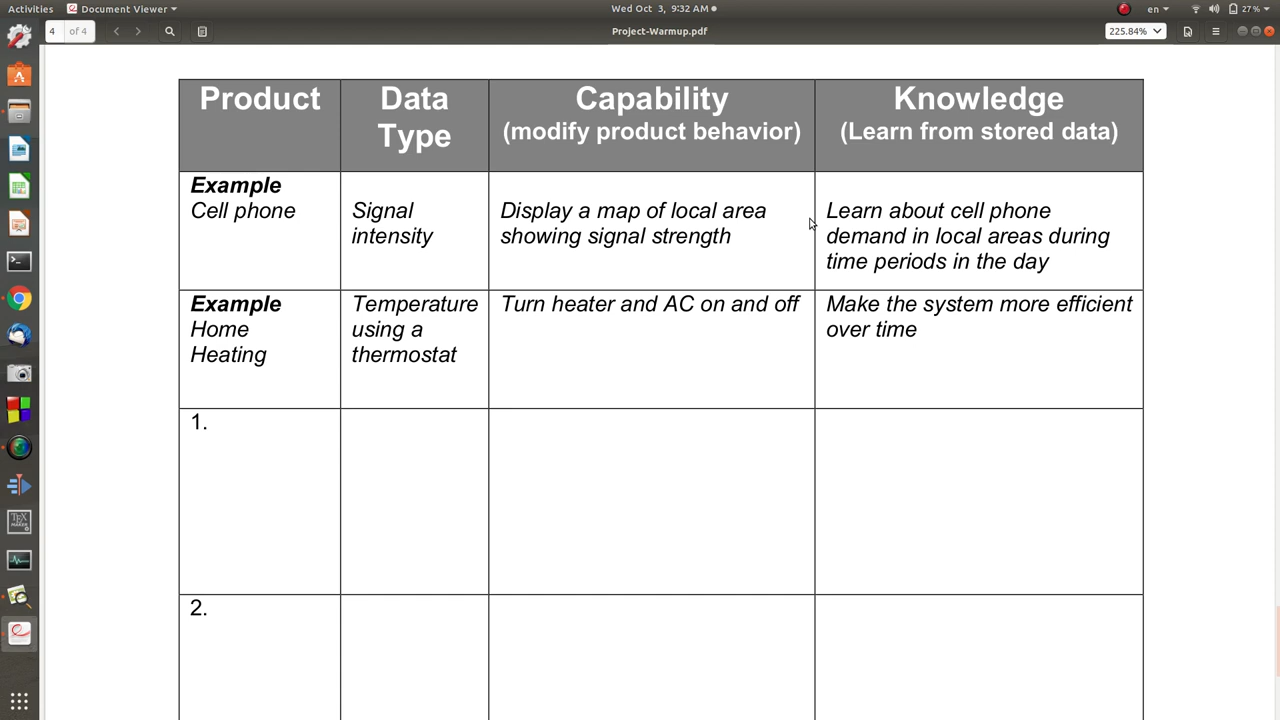 Activities Document Viewer Wed Oct 3, 9:32 AM en 27%
4 of 4 Project-Warmup.pdf 225.84%
Product
Data
Type
Capability
(modify product behavior)
Knowledge
(Learn from stored data)
Example
Cell phone
Signal
intensity
Display a map of local area
showing signal strength
Learn about cell phone
demand in local areas during
time periods in the day
Example
Home
Heating
Temperature
using a
thermostat
Turn heater and AC on and off
Make the system more efficient
over time
1.
2.